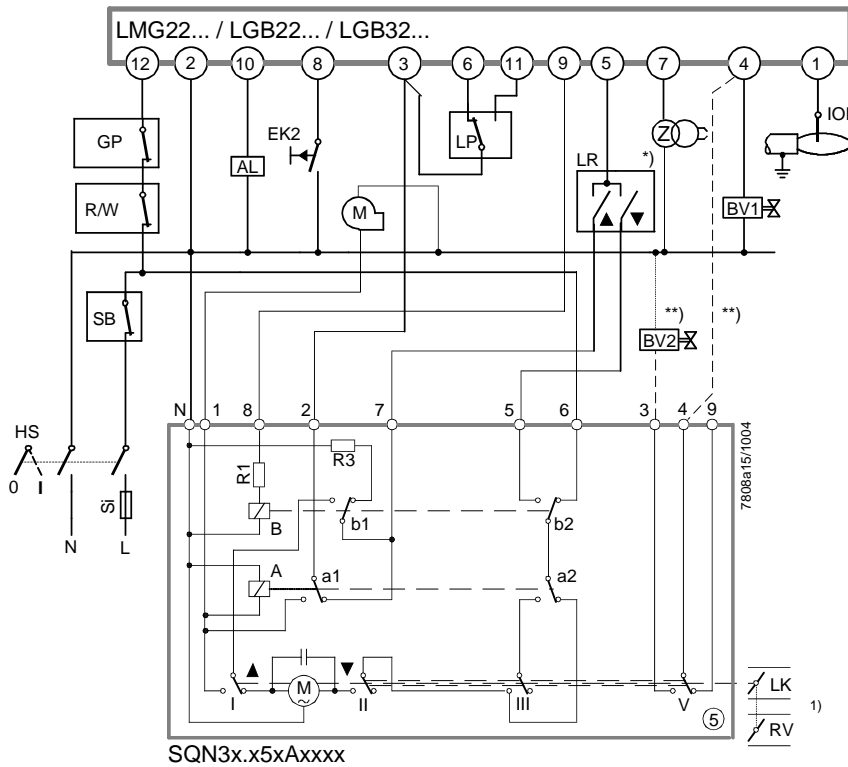 LMG22... / LGB22... / LGB32...
12 2 10 8 3 6 11 9 5 7 4 1
GP
AL
EK2
LP
LR
*)
Z
R/W
M
BV1
SB
**)
**)
BV2
N 1 8 2 7 5 6 3 4 9
HS
0 I
Si
N L
R1
R3
B
b1
b2
A
a1
a2
M
~
I II III V
5
LK
RV
1)
7808a15/1004
SQN3x.x5xAxxxx